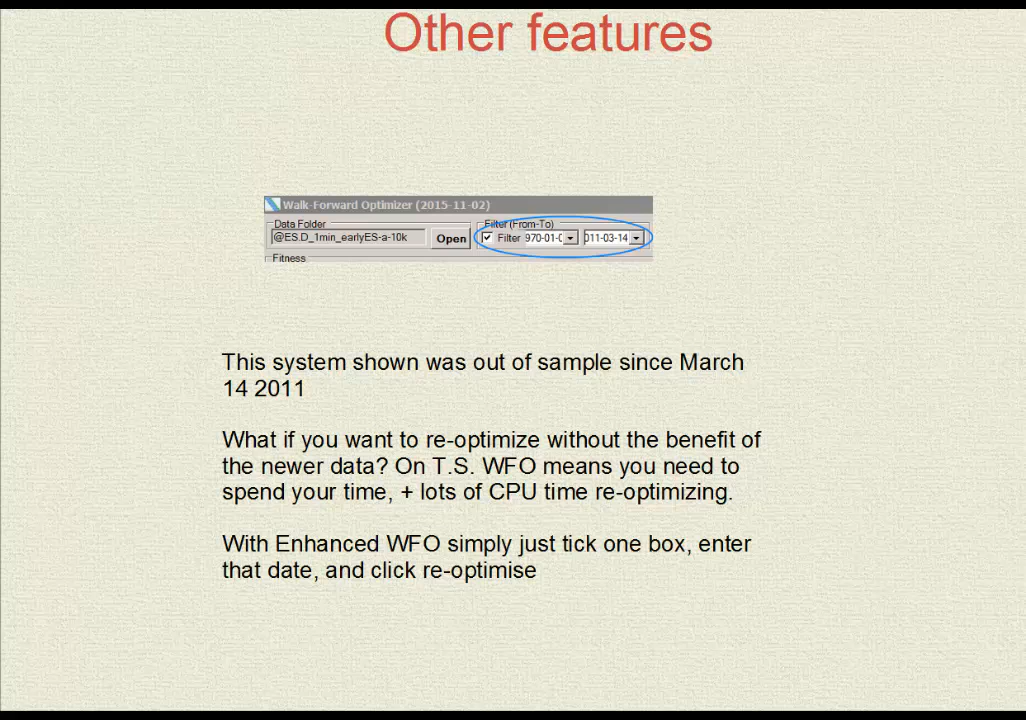 Other features
Walk-Forward Optimizer (2015-11-02)
Data Folder
Filter (From-To)
@ES.D_1min_earlyES-a-10k
Open
Filter
970-01-0
011-03-14
Fitness
This system shown was out of sample since March
14 2011
What if you want to re-optimize without the benefit of
the newer data? On T.S. WFO means you need to
spend your time, + lots of CPU time re-optimizing.
With Enhanced WFO simply just tick one box, enter
that date, and click re-optimise